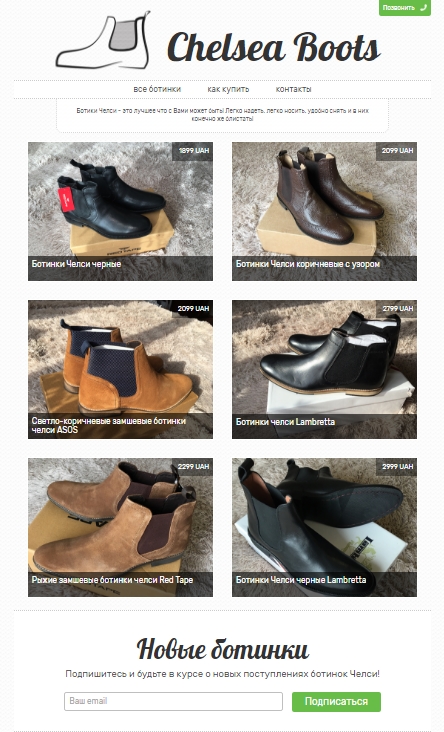 Позвонить
Chelsea Boots
все ботинки как купить контакты
Ботики Челси - это лучшее что с Вами может быть! Легко надеть, легко носить, удобно снять и в них
конечно же блистать!
1899 UAH
Ботинки Челси черные
2099 UAH
Ботинки Челси коричневые с узором
2099 UAH
Светло-коричневые замшевые ботинки
челси ASOS
2799 UAH
Ботинки челси Lambretta
2299 UAH
Рыжие замшевые ботинки челси Red Tape
2999 UAH
Ботинки Челси черные Lambretta
Новые ботинки
Подпишитесь и будьте в курсе о новых поступлениях ботинок Челси!
Ваш email
Подписаться